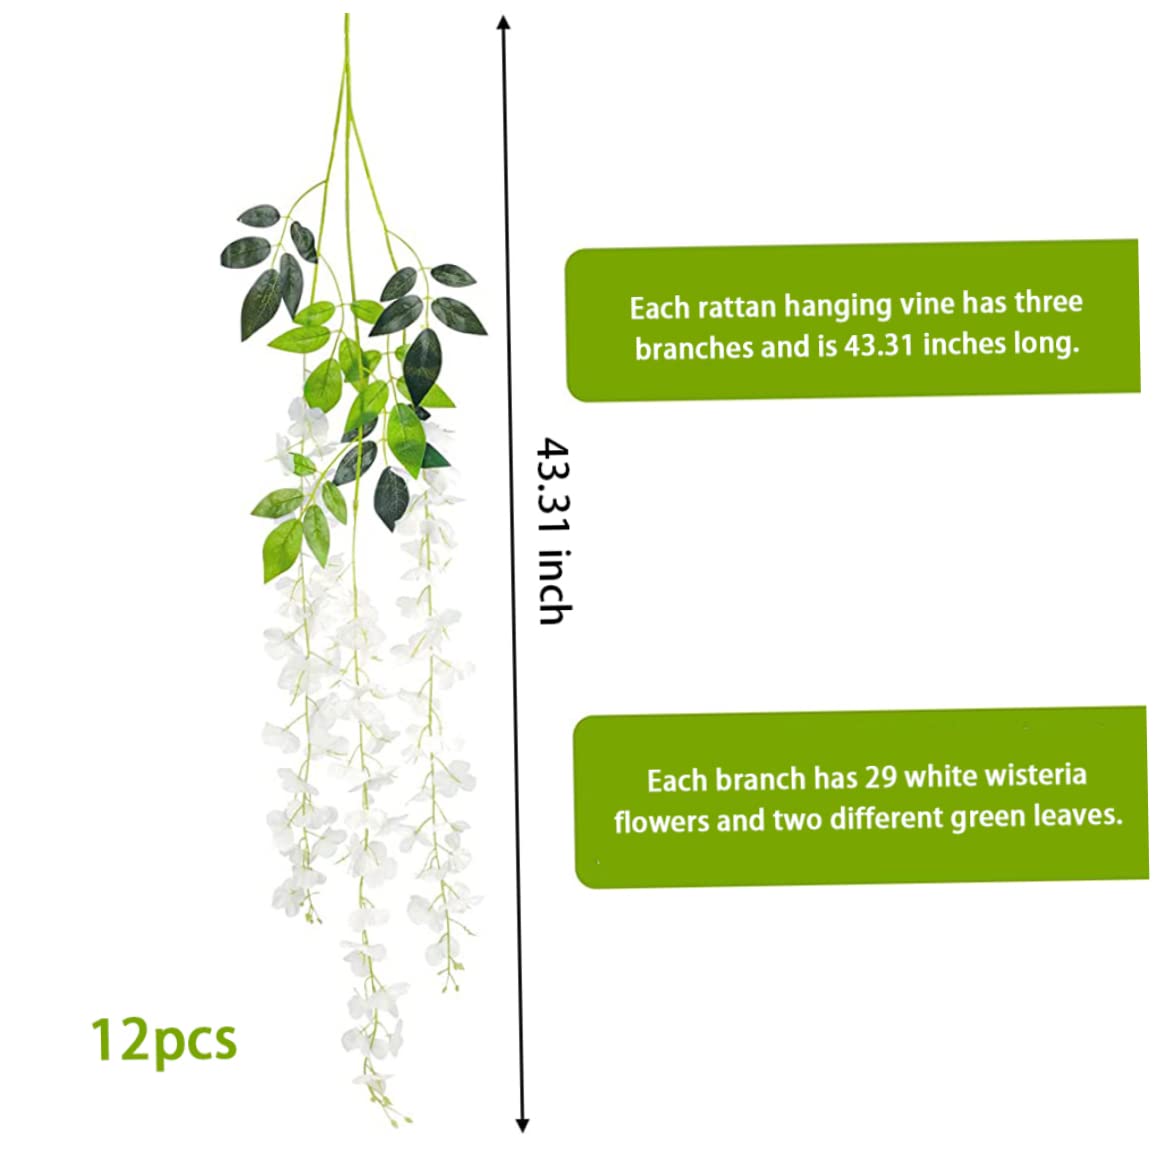 Each rattan hanging vine has three
branches and is 43.31 inches long.
43.31 inch
Each branch has 29 white wisteria
flowers and two different green leaves.
12pcs